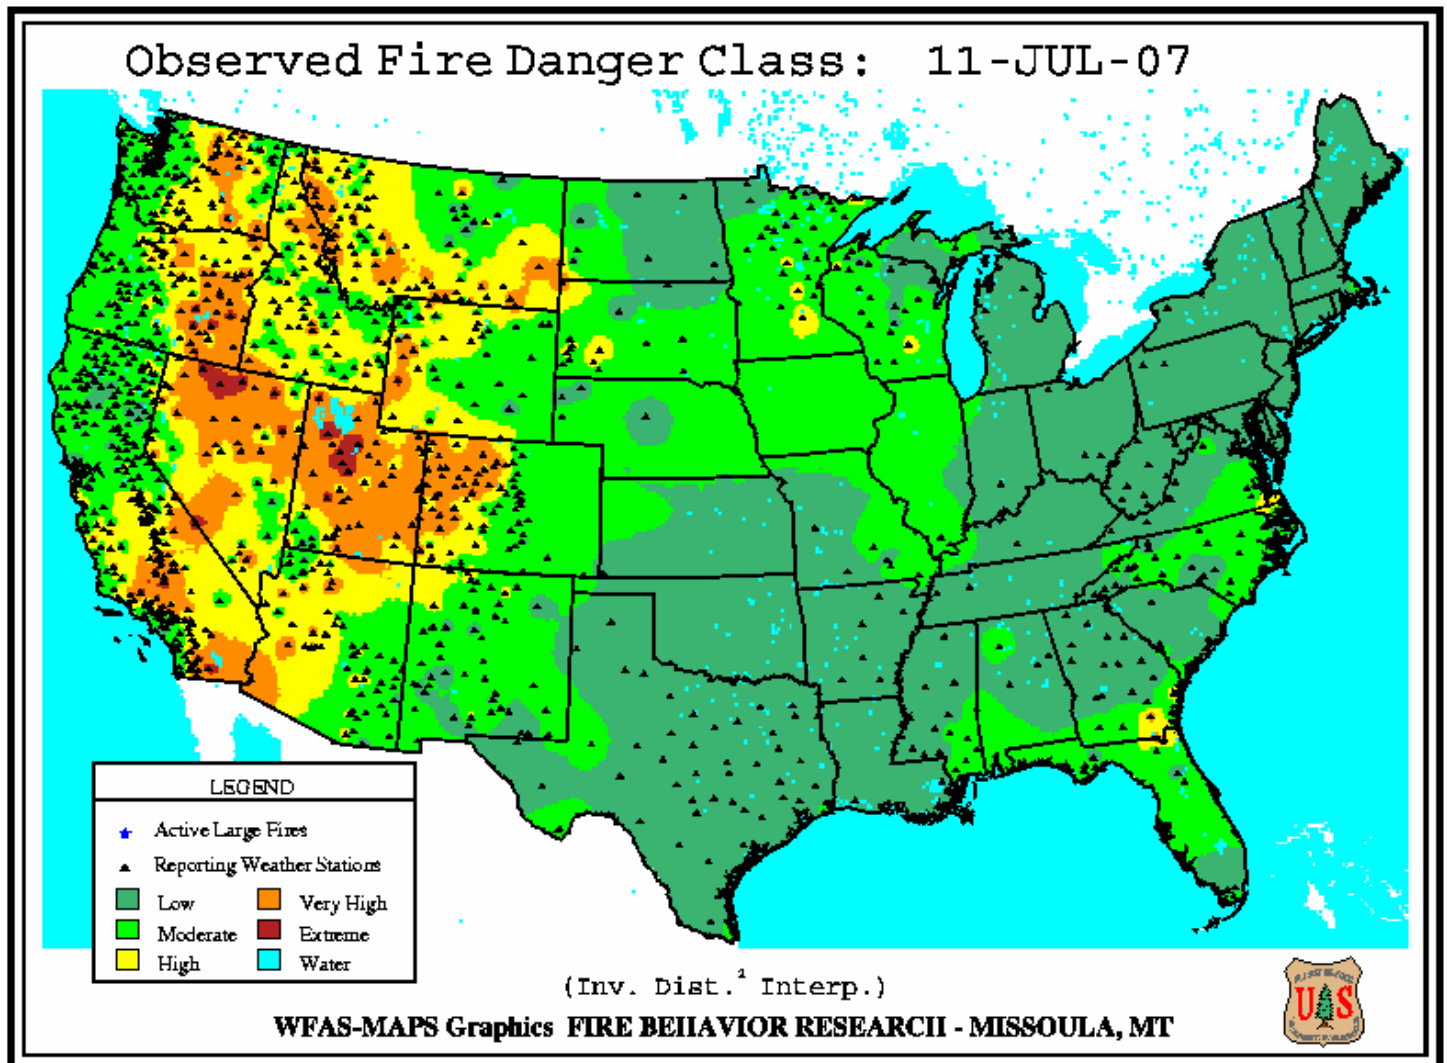 Observed Fire Danger Class: 11-JUL-07
LEGEND
Active Large Fires
Reporting Weather Stations
Low
Very High
Moderate
Extreme
High
Water
(Inv. Dist.² Interp.)
WFAS-MAPS Graphics FIRE BEHAVIOR RESEARCH - MISSOULA, MT
US